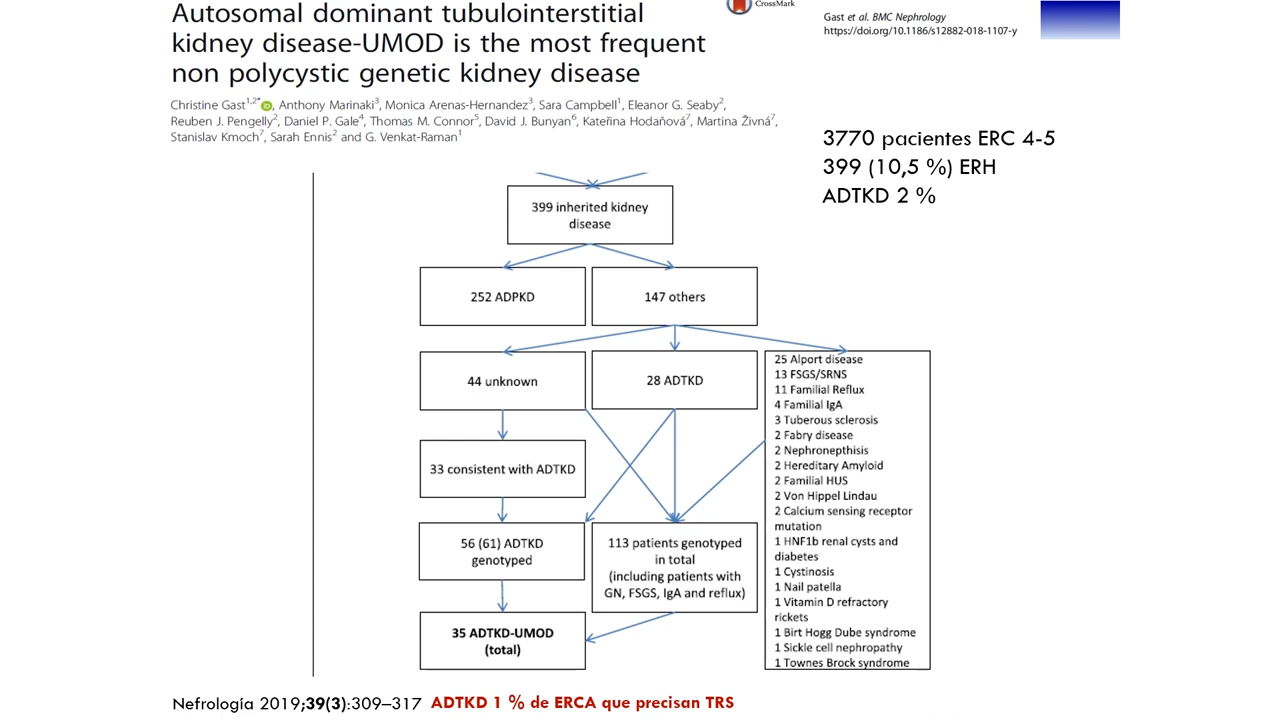 Autosomal dominant tubulointerstitial
kidney disease-UMOD is the most frequent
non polycystic genetic kidney disease
CrossMark
Gast et al. BMC Nephrology
https://doi.org/10.1186/s12882-018-1107-y
Christine Gast1,2*, Anthony Marinaki3, Monica Arenas-Hernandez3, Sara Campbell1, Eleanor G. Seaby2,
Reuben J. Pengelly2, Daniel P. Gale4, Thomas M. Connor5, David J. Bunyan6, Kateřina Hodaňová7, Martina Živná7,
Stanislav Kmoch7, Sarah Ennis2 and G. Venkat-Raman1
3770 pacientes ERC 4-5
399 (10,5 %) ERH
ADTKD 2 %
399 inherited kidney
disease
252 ADPKD
147 others
44 unknown
28 ADTKD
25 Alport disease
13 FSGS/SRNS
11 Familial Reflux
4 Familial IgA
3 Tuberous sclerosis
2 Fabry disease
2 Nephronepthisis
2 Hereditary Amyloid
2 Familial HUS
2 Von Hippel Lindau
2 Calcium sensing receptor
mutation
1 HNF1b renal cysts and
diabetes
1 Cystinosis
1 Nail patella
1 Vitamin D refractory
rickets
1 Birt Hogg Dube syndrome
1 Sickle cell nephropathy
1 Townes Brock syndrome
33 consistent with ADTKD
56 (61) ADTKD
genotyped
113 patients genotyped
in total
(including patients with
GN, FSGS, IgA and reflux)
35 ADTKD-UMOD
(total)
Nefrología 2019;39(3):309–317 ADTKD 1 % de ERCA que precisan TRS